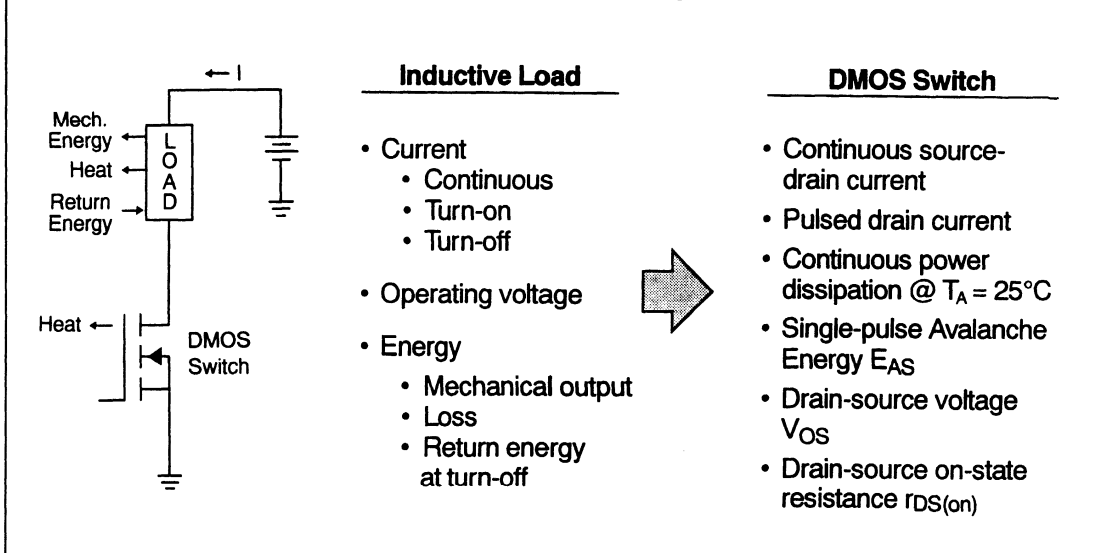 ← I
Mech.
Energy
Heat
Return
Energy
L
O
A
D
Heat
DMOS
Switch
Inductive Load
• Current
• Continuous
• Turn-on
• Turn-off
• Operating voltage
• Energy
• Mechanical output
• Loss
• Return energy
at turn-off
DMOS Switch
• Continuous source-
drain current
• Pulsed drain current
• Continuous power
dissipation @ TA = 25°C
• Single-pulse Avalanche
Energy EAS
• Drain-source voltage
VOS
• Drain-source on-state
resistance rDS(on)